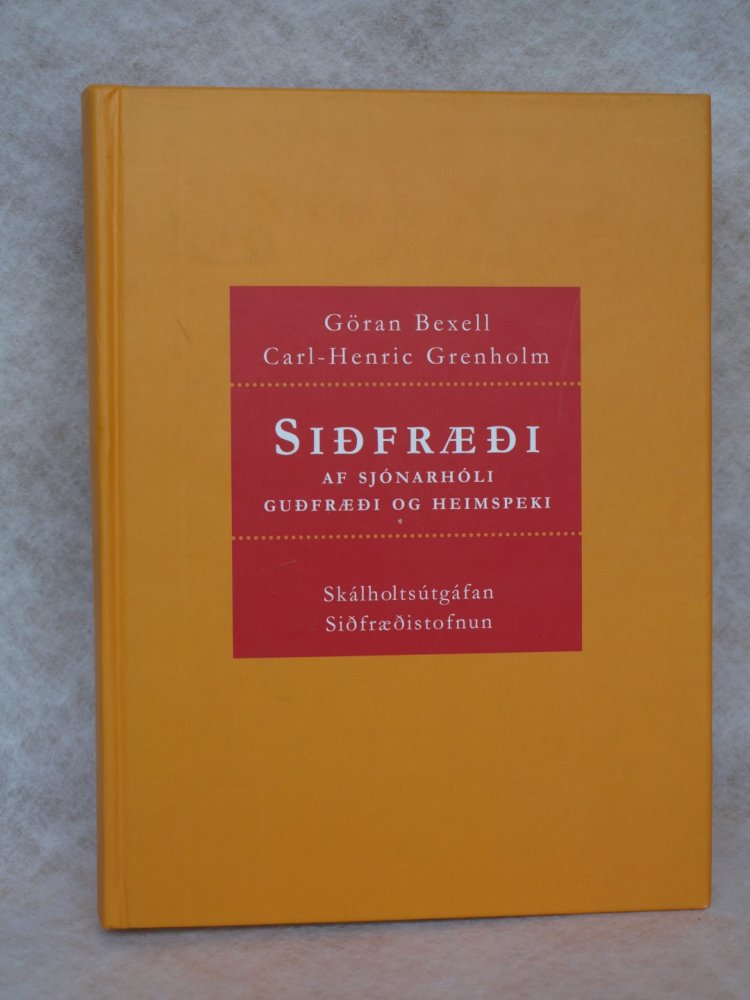 Göran Bexell
Carl-Henric Grenholm
SIÐFRÆÐI
AF SJÓNARHÓLI
GUÐFRÆÐI OG HEIMSPEKI
Skálholtsútgáfan
Siðfræðistofnun